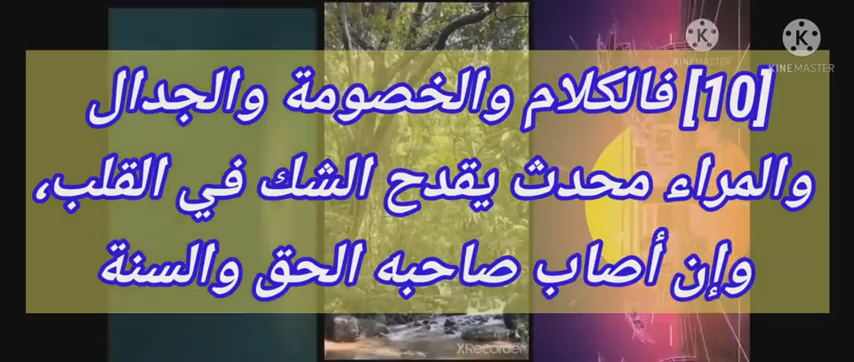 [10] فالكلام والخصومة والجدال
والمراء محدث يقدح الشك في القلب،
وإن أصاب صاحبه الحق والسنة
KINEMASTER
KINEMASTER
XRecorder